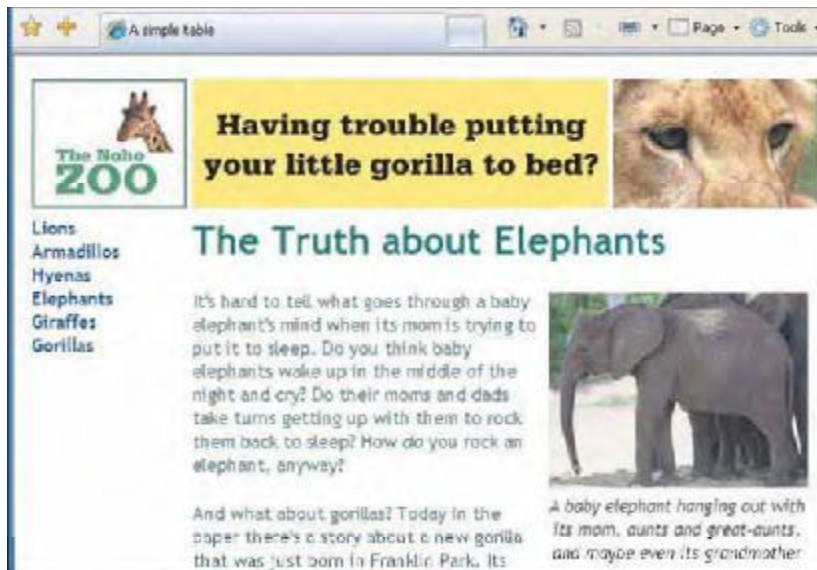 A simple table
Page
Tools
The Noho
ZOO
Having trouble putting
your little gorilla to bed?
Lions
Armadillos
Hyenas
Elephants
Giraffes
Gorillas
The Truth about Elephants
It's hard to tell what goes through a baby
elephant's mind when its mom is trying to
put it to sleep. Do you think baby
elephants wake up in the middle of the
night and cry? Do their moms and dads
take turns getting up with them to rock
them back to sleep? How do you rock an
elephant, anyway?
And what about gorillas? Today in the
paper there's a story about a new gorilla
that was just born in Franklin Park. Its
A baby elephant hanging out with
its mom, aunts and great-aunts,
and maybe even its grandmother